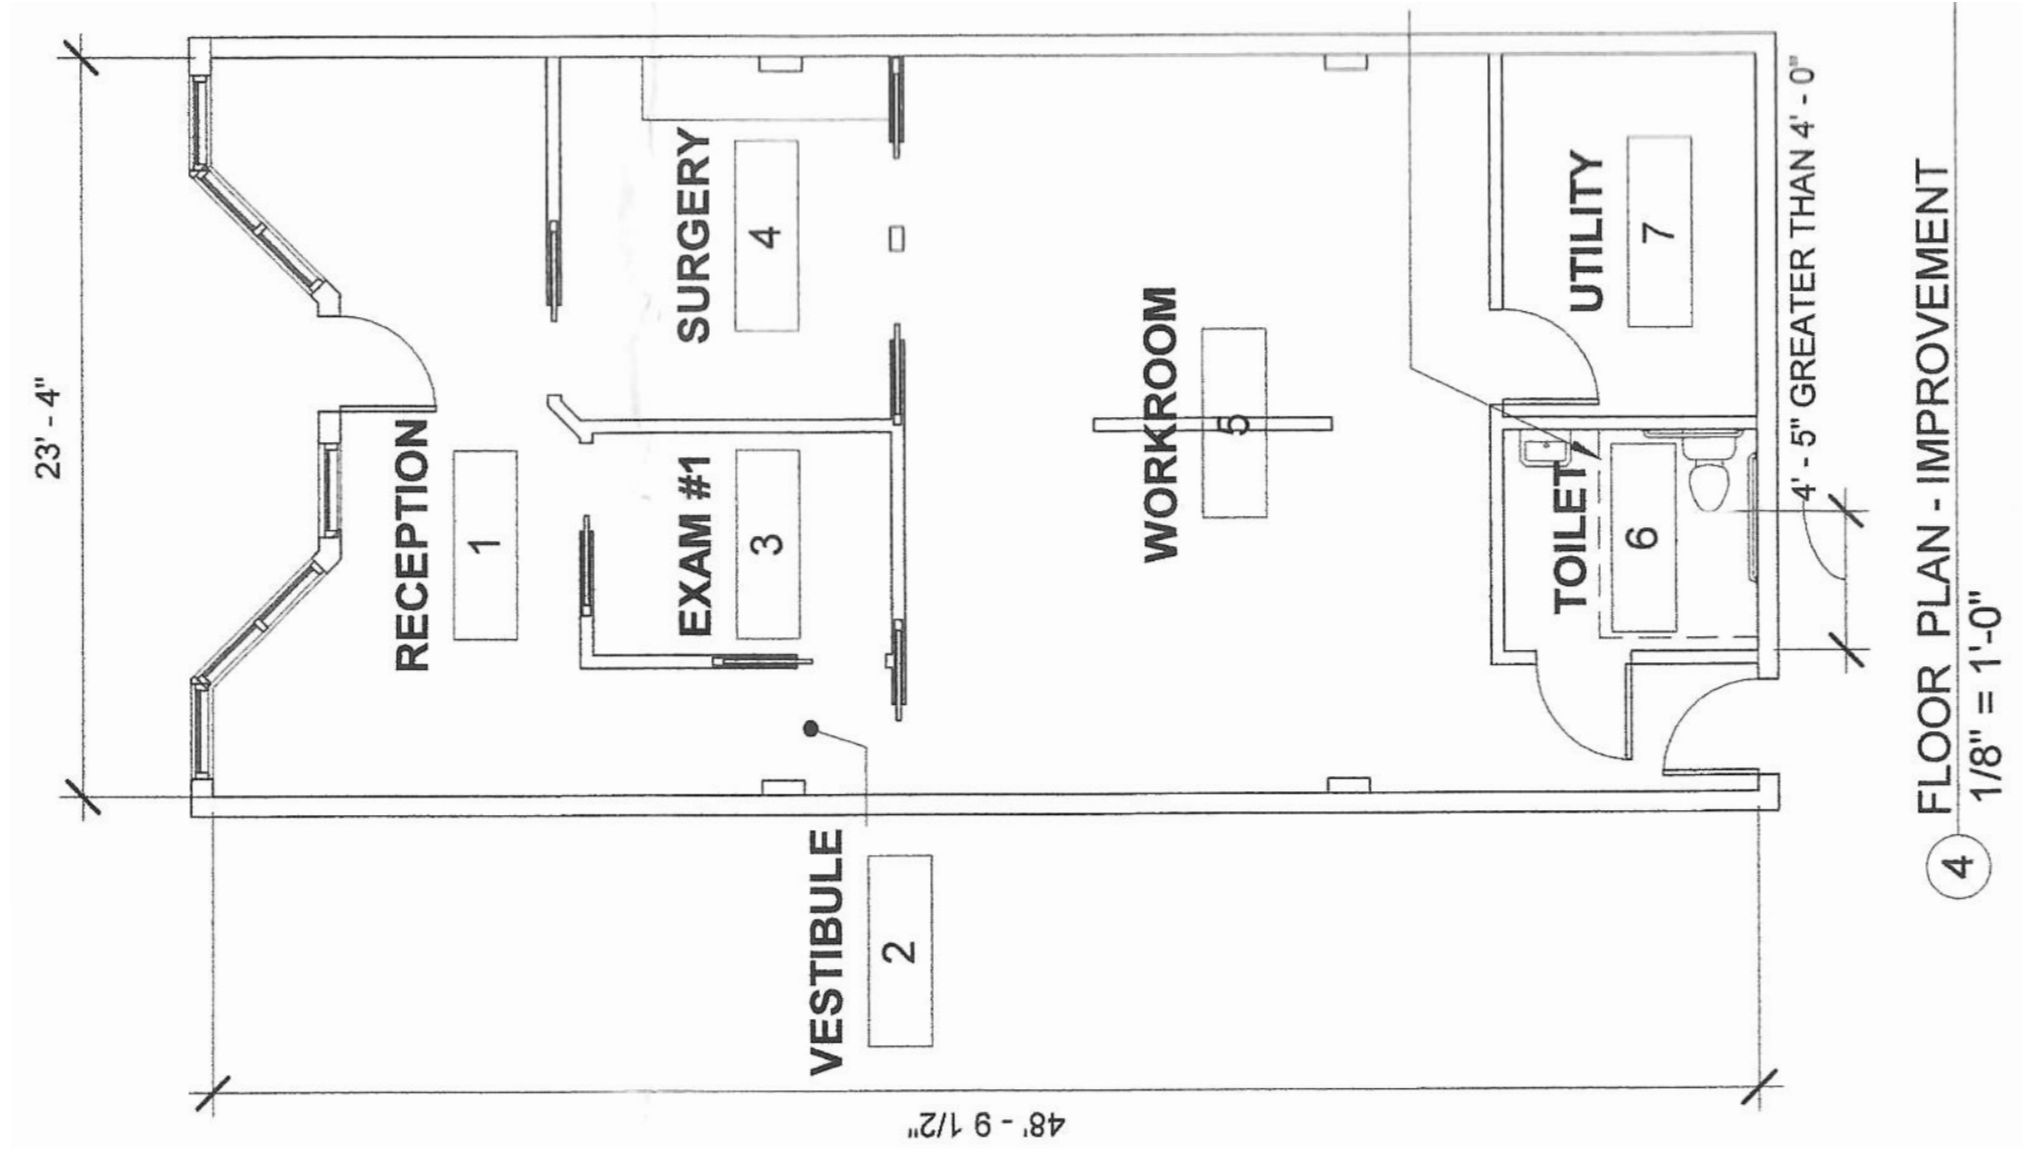 23' - 4"
RECEPTION
1
SURGERY
4
EXAM #1
3
VESTIBULE
2
WORKROOM
5
UTILITY
7
TOILET
6
4' - 5" GREATER THAN 4' - 0"
48' - 9 1/2"
4
FLOOR PLAN - IMPROVEMENT
1/8" = 1'-0"